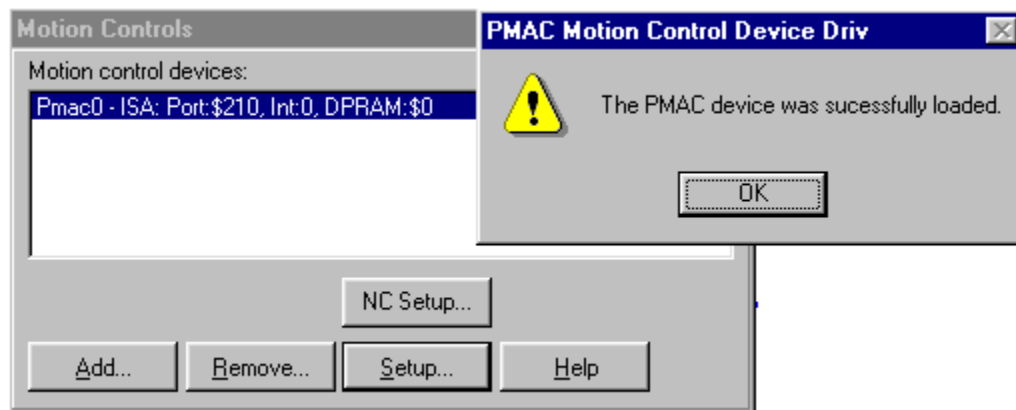 Motion Controls
Motion control devices:
Pmac0 - ISA: Port:$210, Int:0, DPRAM:$0
NC Setup...
Add...
Remove...
Setup...
Help
PMAC Motion Control Device Driv
The PMAC device was sucessfully loaded.
OK